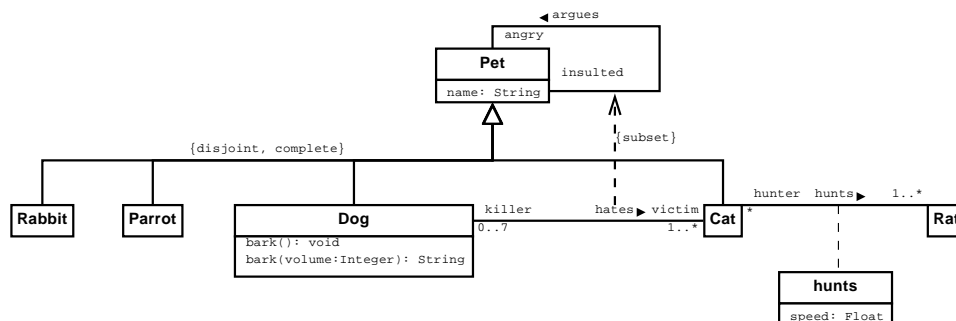 ◄ argues
angry
Pet
insulted
name: String
{subset}
{disjoint, complete}
Rabbit
Parrot
Dog
killer
hates►
victim
Cat
hunter
hunts ►
1..*
Rat
0..7
1..*
*
bark(): void
bark(volume:Integer): String
hunts
speed: Float